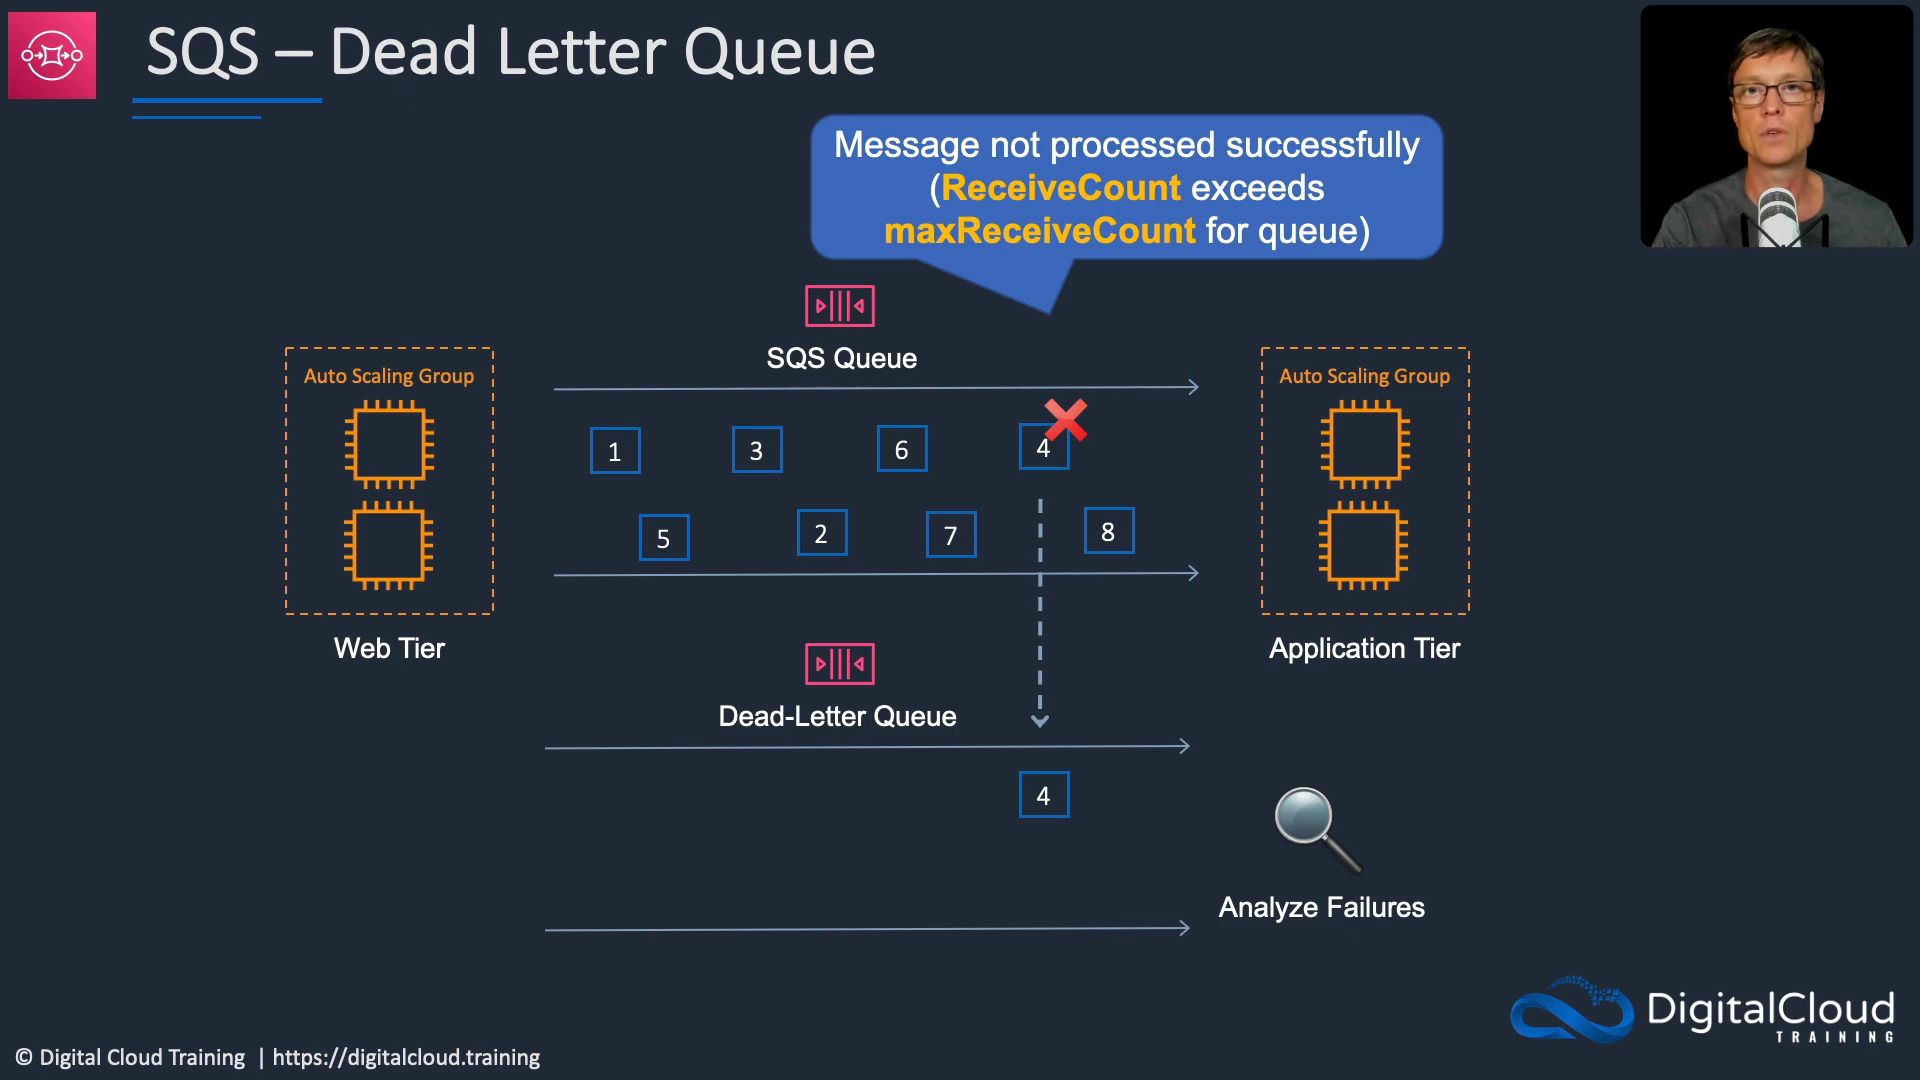 SQS – Dead Letter Queue
Message not processed successfully
(ReceiveCount exceeds
maxReceiveCount for queue)
SQS Queue
Auto Scaling Group
Auto Scaling Group
1
3
6
4
5
2
7
8
Web Tier
Application Tier
Dead-Letter Queue
4
Analyze Failures
DigitalCloud
TRAINING
© Digital Cloud Training | https://digitalcloud.training